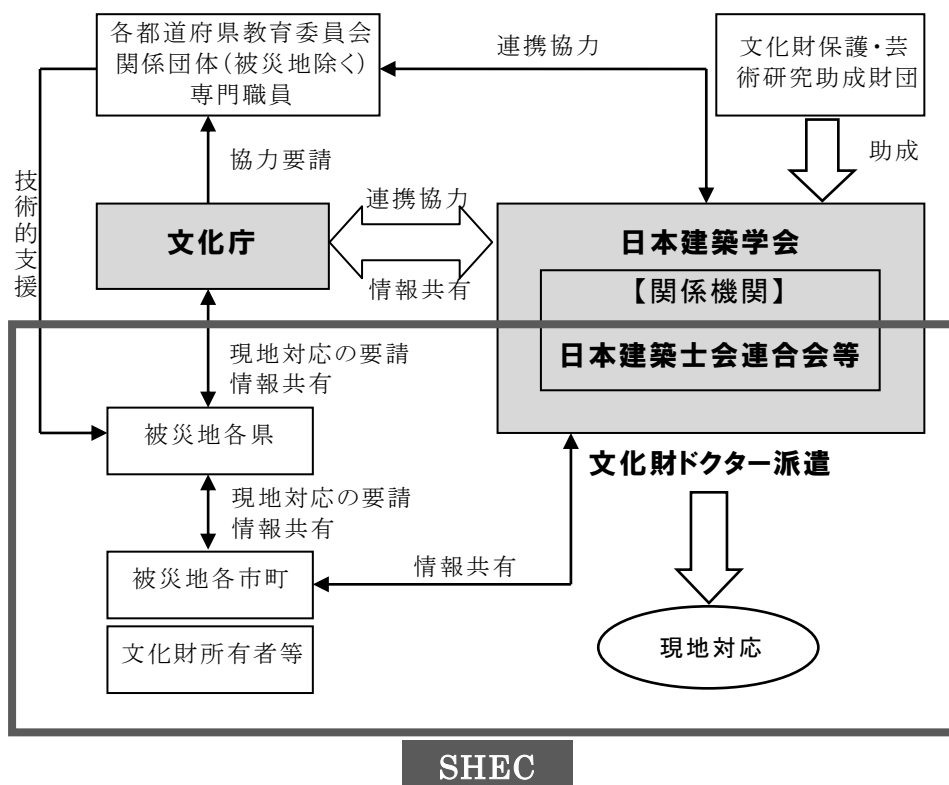 各都道府県教育委員会
関係団体(被災地除く)
専門職員
連携協力
文化財保護・芸
術研究助成財団
協力要請
助成
技術的支援
文化庁
連携協力
情報共有
日本建築学会
【関係機関】
日本建築士会連合会等
現地対応の要請
情報共有
被災地各県
文化財ドクター派遣
現地対応の要請
情報共有
被災地各市町
情報共有
文化財所有者等
現地対応
SHEC